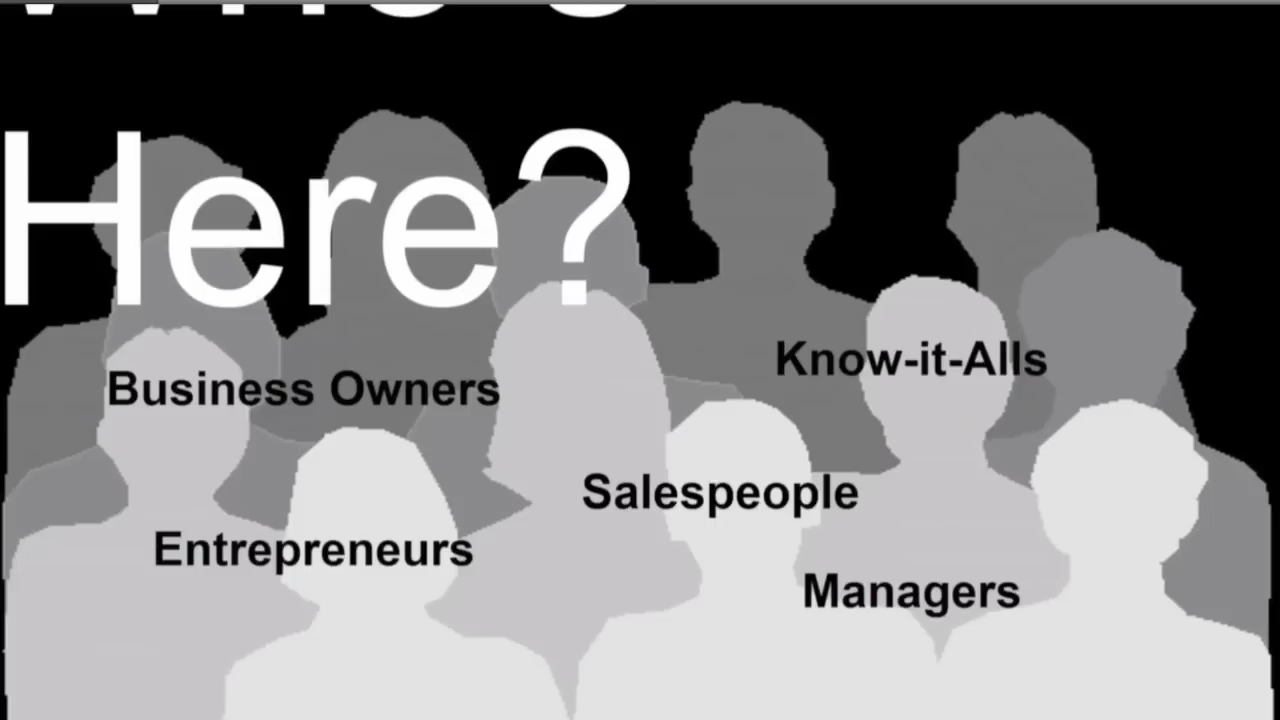 Here?
Know-it-Alls
Business Owners
Salespeople
Entrepreneurs
Managers